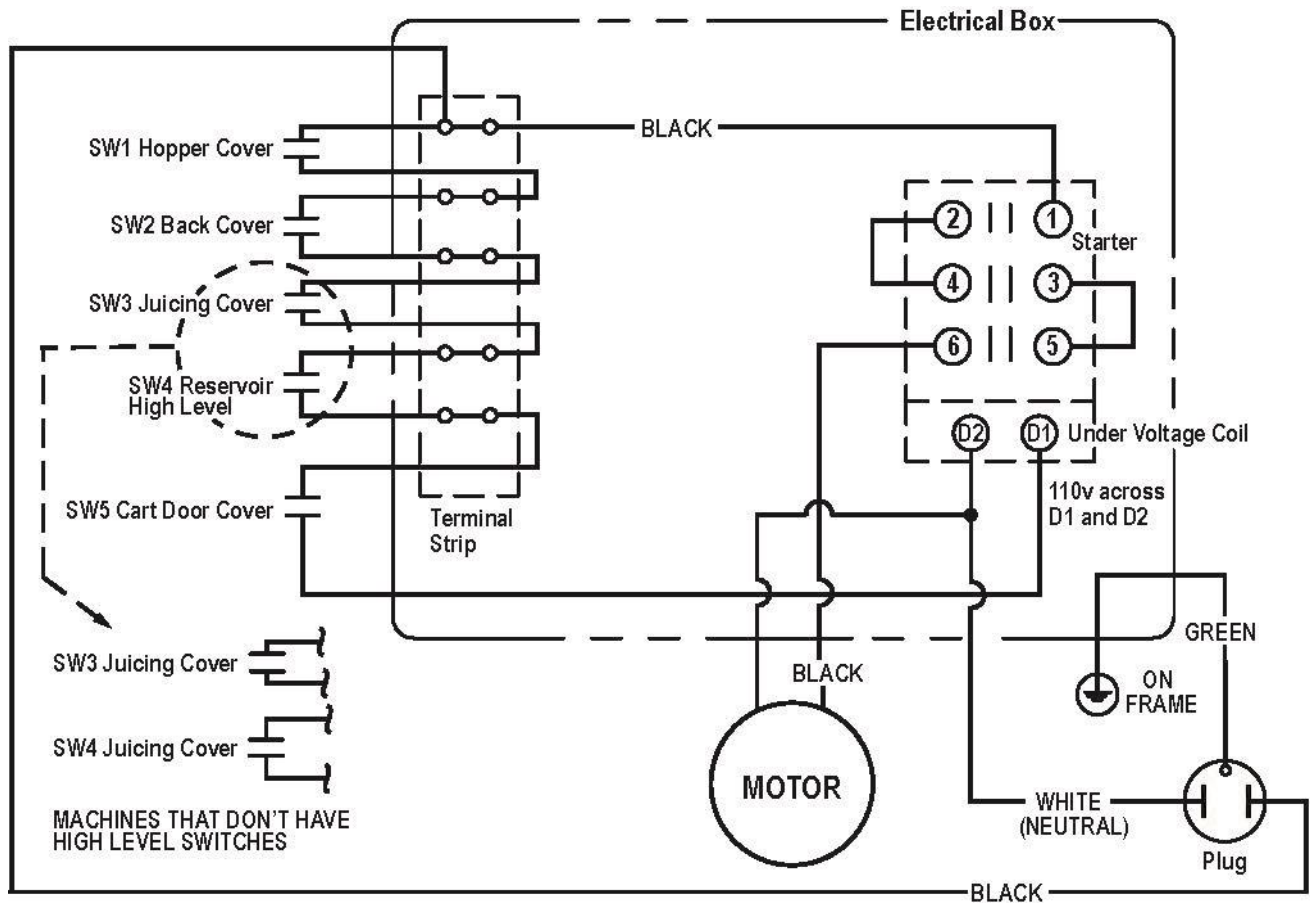 Electrical Box
BLACK
SW1 Hopper Cover
SW2 Back Cover
SW3 Juicing Cover
SW4 Reservoir
High Level
SW5 Cart Door Cover
Terminal
Strip
2
1
Starter
4
3
6
5
D2
D1
Under Voltage Coil
110v across
D1 and D2
GREEN
ON
FRAME
BLACK
MOTOR
SW3 Juicing Cover
SW4 Juicing Cover
MACHINES THAT DON'T HAVE
HIGH LEVEL SWITCHES
WHITE
(NEUTRAL)
Plug
BLACK